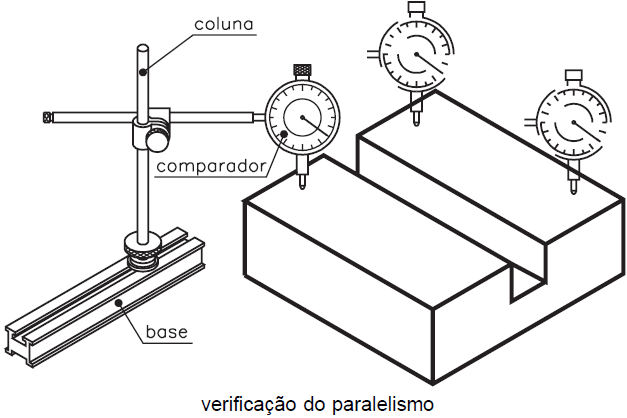 coluna
comparador
base
verificação do paralelismo